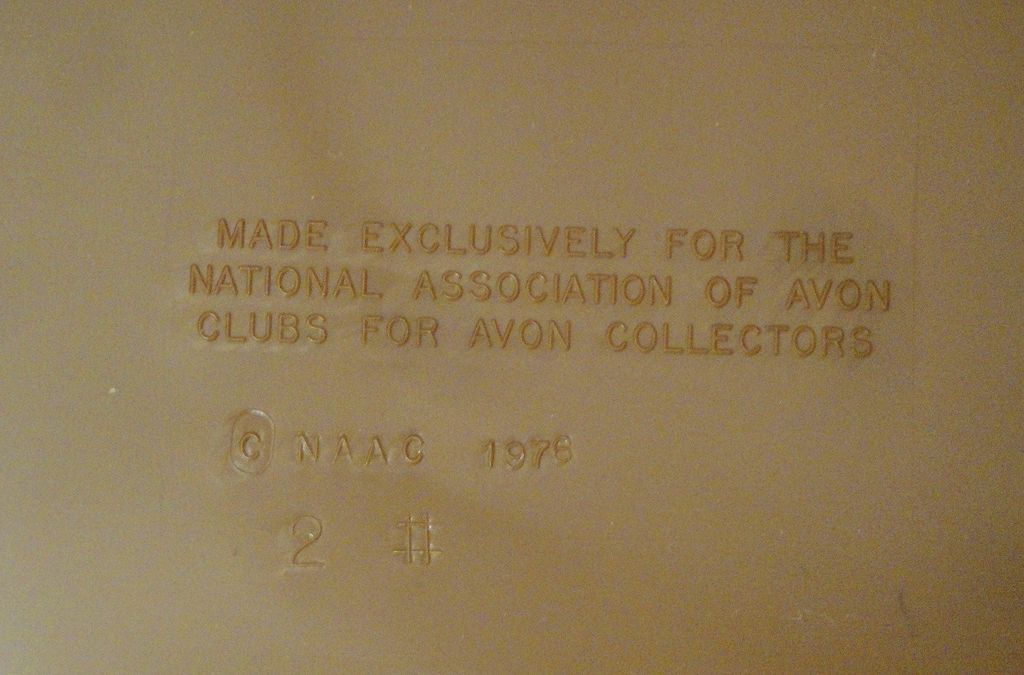 MADE EXCLUSIVELY FOR THE
NATIONAL ASSOCIATION OF AVON
CLUBS FOR AVON COLLECTORS
© NAAC 1976
2 #